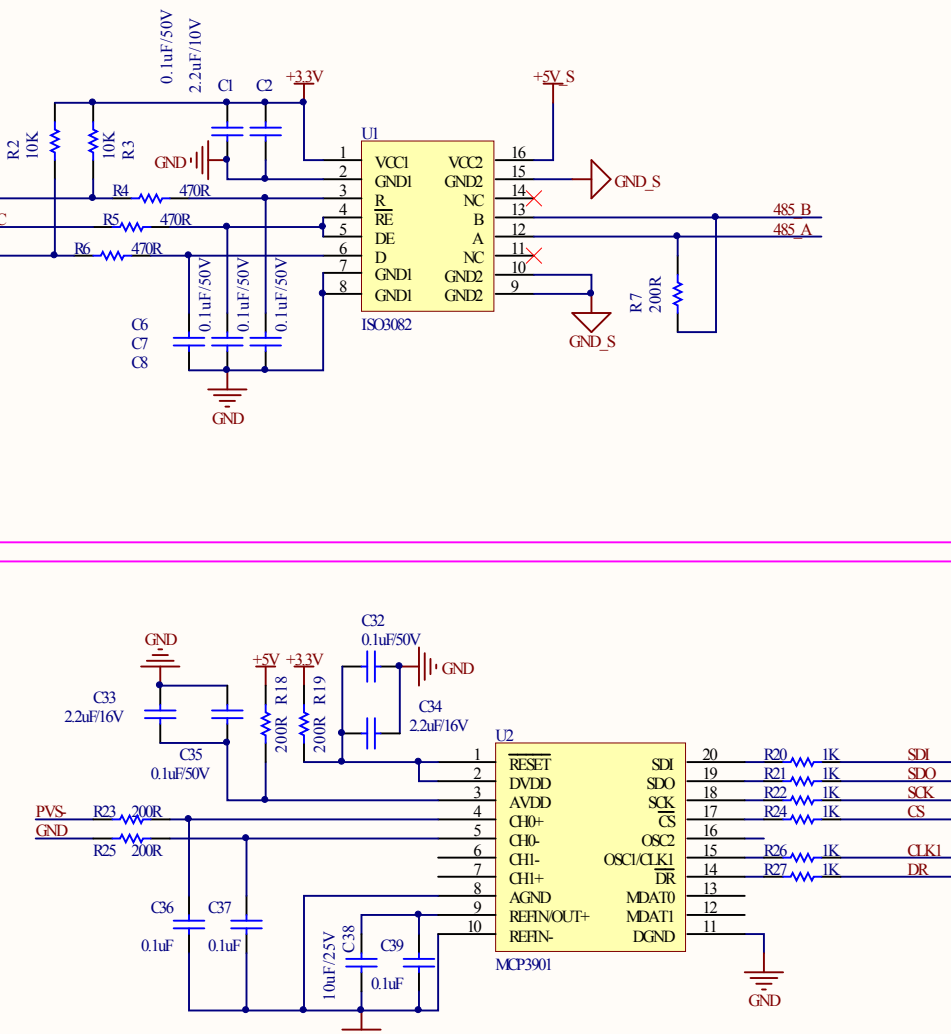 0.1uF/50V
2.2uF/10V
C1
C2
+3.3V
+5V_S
R2
10K
10K
R3
GND
U1
1
VCC1
VCC2
16
2
GND1
GND2
15
GND_S
3
R
NC
14
4
RE
B
13
485_B
5
DE
A
12
485_A
6
D
NC
11
7
GND1
GND2
10
8
GND1
GND2
9
ISO3082
R4
470R
C
R5
470R
R6
470R
0.1uF/50V
0.1uF/50V
0.1uF/50V
C6
C7
C8
GND
R7
200R
GND_S
C32
0.1uF/50V
GND
+5V
+3.3V
GND
C33
2.2uF/16V
R18
200R
R19
200R
C34
2.2uF/16V
C35
0.1uF/50V
U2
1
RESET
SDI
20
R20
1K
SDI
2
DVDD
SDO
19
R21
1K
SDO
3
AVDD
SCK
18
R22
1K
SCK
PVS-
R23
200R
4
CH0+
CS
17
R24
1K
CS
GND
R25
200R
5
CH0-
OSC2
16
6
CH1-
OSC1/CLK1
15
R26
1K
CLK1
7
CH1+
DR
14
R27
1K
DR
8
AGND
MDAT0
13
9
REFIN/OUT+
MDAT1
12
10
REFIN-
DGND
11
MCP3901
C36
0.1uF
C37
0.1uF
10uF/25V
C38
C39
0.1uF
GND